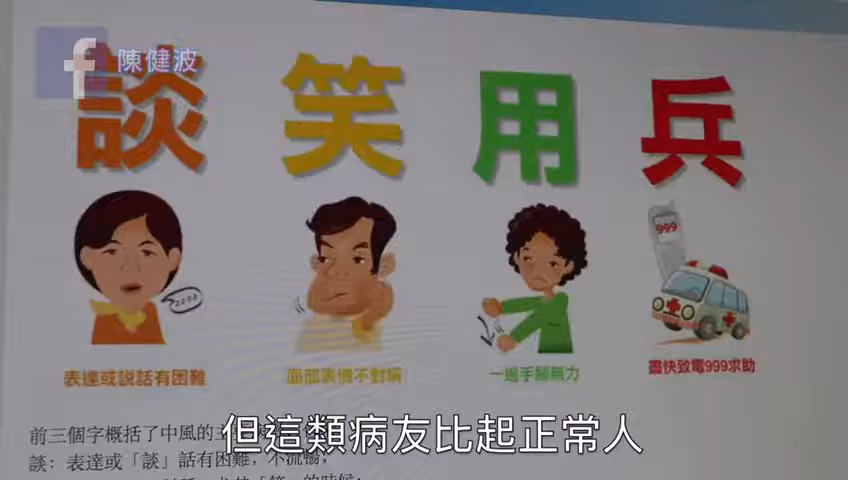 f 陳健波
談笑用兵
999
表達或說話有困難
面部表情不對稱
一邊手腳無力
盡快致電999求助
前三個字概括了中風的主
談：表達或「談」話有困難，不流暢；
但這類病友比起正常人